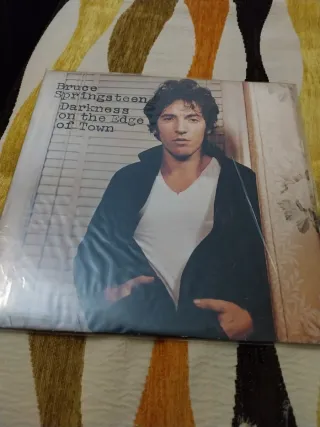 Bruce
Springsteen
Darkness
on the Edge
of Town